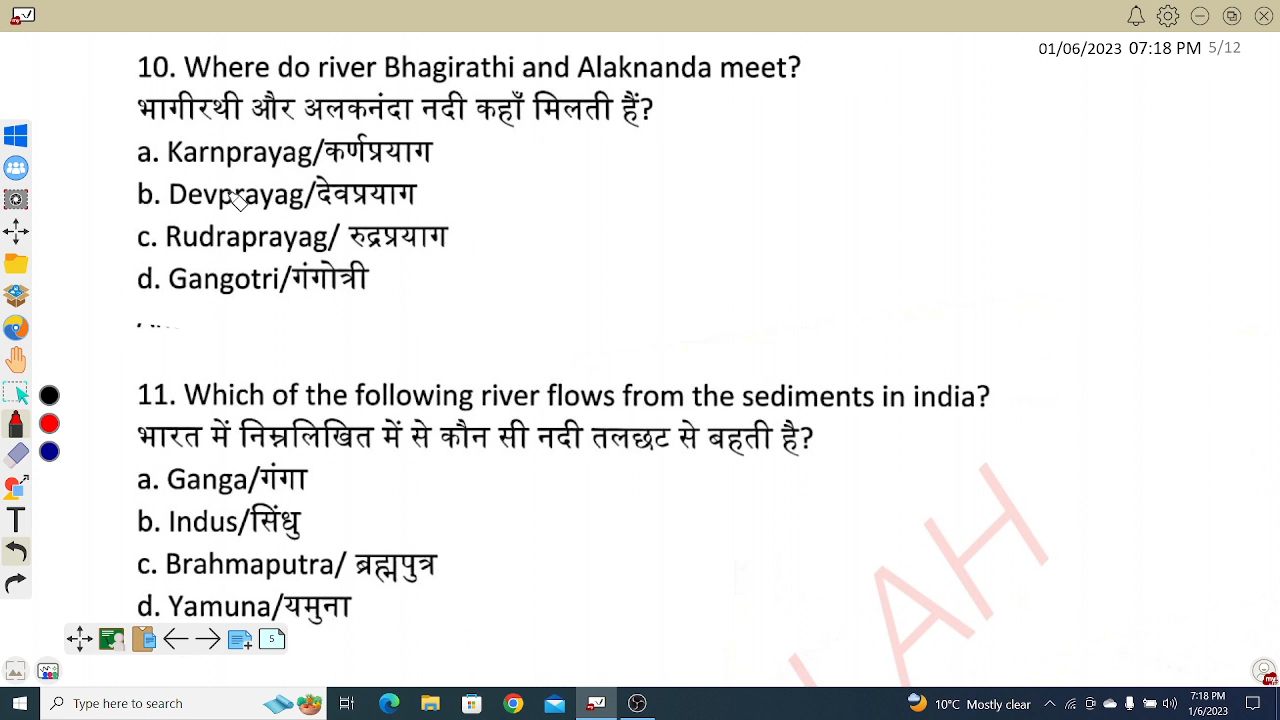 01/06/2023 07:18 PM 5/12
10. Where do river Bhagirathi and Alaknanda meet?
भागीरथी और अलकनंदा नदी कहाँ मिलती हैं?
a. Karnprayag/कर्णप्रयाग
b. Devprayag/देवप्रयाग
c. Rudraprayag/ रुद्रप्रयाग
d. Gangotri/गंगोत्री
11. Which of the following river flows from the sediments in india?
भारत में निम्नलिखित में से कौन सी नदी तलछट से बहती है?
a. Ganga/गंगा
b. Indus/सिंधु
c. Brahmaputra/ ब्रह्मपुत्र
d. Yamuna/यमुना
LAH
5
Type here to search
10°C Mostly clear
7:18 PM
1/6/2023